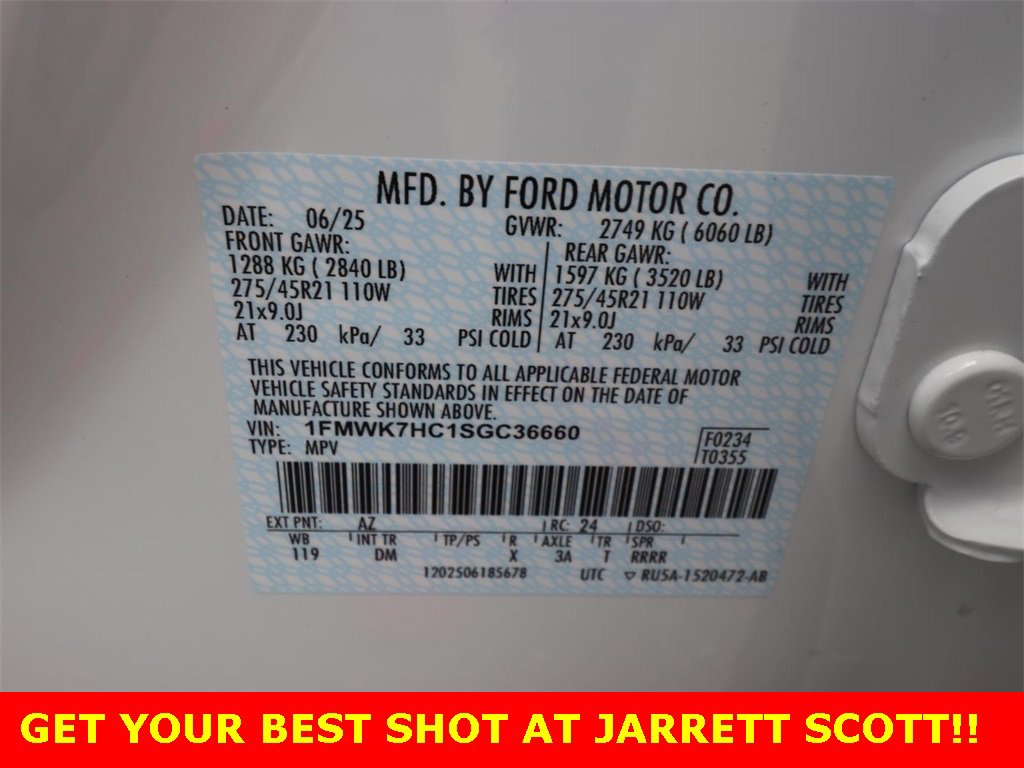 MFD. BY FORD MOTOR CO.
DATE: 06/25 GVWR: 2749 KG ( 6060 LB)
FRONT GAWR: REAR GAWR:
1288 KG ( 2840 LB) WITH 1597 KG ( 3520 LB) WITH
275/45R21 110W TIRES 275/45R21 110W TIRES
21x9.0J RIMS 21x9.0J RIMS
AT 230 kPa/ 33 PSI COLD AT 230 kPa/ 33 PSI COLD
THIS VEHICLE CONFORMS TO ALL APPLICABLE FEDERAL MOTOR
VEHICLE SAFETY STANDARDS IN EFFECT ON THE DATE OF
MANUFACTURE SHOWN ABOVE.
VIN: 1FMWK7HC1SGC36660
TYPE: MPV
F0234
T0355
EXT PNT: AZ RC: 24 DSO:
WB INT TR TP/PS R AXLE TR SPR
119 DM X 3A T RRRR
1202506185678 UTC ▽ RU5A-1520472-AB
GET YOUR BEST SHOT AT JARRETT SCOTT!!